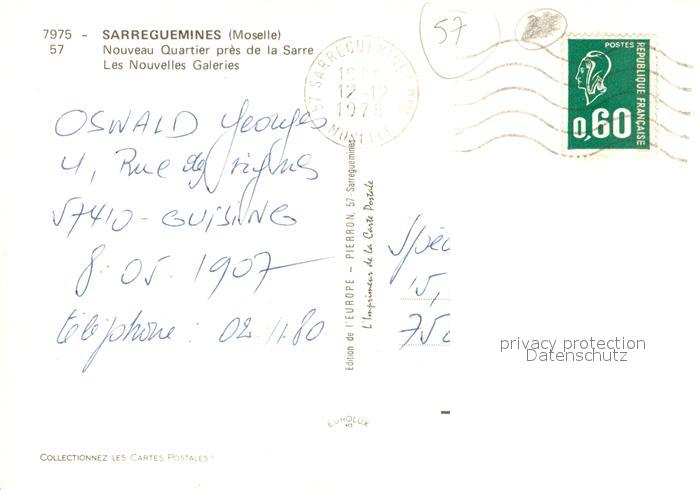 7975 - SARREGUEMINES (Moselle)
57 Nouveau Quartier près de la Sarre
Les Nouvelles Galeries
57
57 SARREGUEMINES
12-12
MOSELLE
POSTES
REPUBLIQUE FRANÇAISE
0,60
OSWALD Georges
4, Rue des Vignes
57410 - GUISING
8. 05. 1907
téléphone : 02.11.80
Edition de l'EUROPE - PIERRON, 57-Sarreguemines
L'Imprimeur de la Carte Postale
15,
privacy protection
Datenschutz
EUROLUX
COLLECTIONNEZ LES CARTES POSTALES !